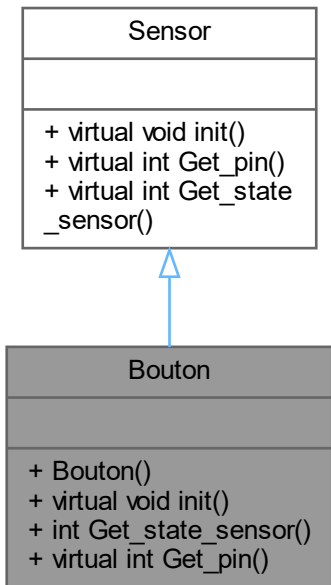 Sensor
+ virtual void init()
+ virtual int Get_pin()
+ virtual int Get_state
_sensor()
Bouton
+ Bouton()
+ virtual void init()
+ int Get_state_sensor()
+ virtual int Get_pin()